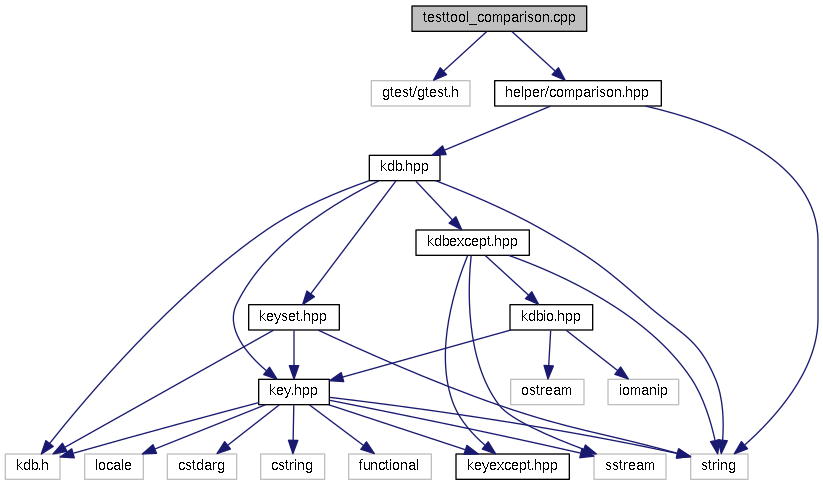 testtool_comparison.cpp
gtest/gtest.h
helper/comparison.hpp
kdb.hpp
kdbexcept.hpp
keyset.hpp
kdbio.hpp
key.hpp
ostream
iomanip
kdb.h
locale
cstdarg
cstring
functional
keyexcept.hpp
sstream
string